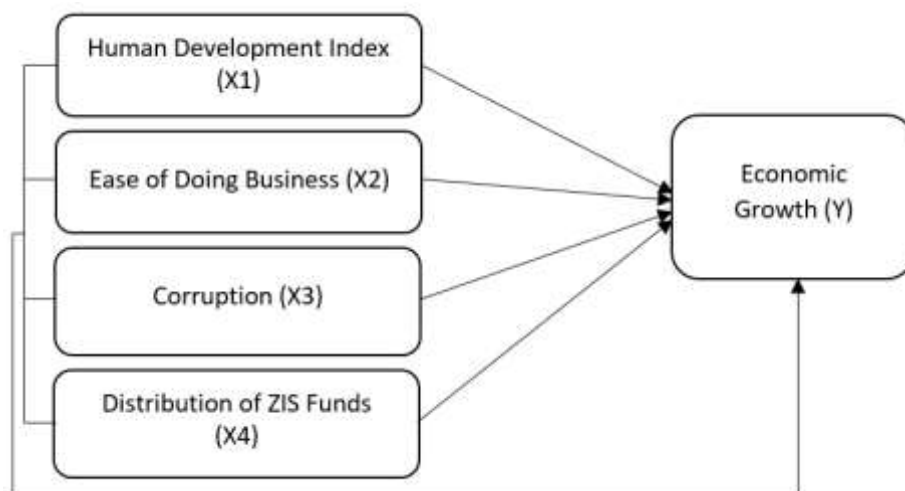 Human Development Index
(X1)
Ease of Doing Business (X2)
Corruption (X3)
Distribution of ZIS Funds
(X4)
Economic
Growth (Y)